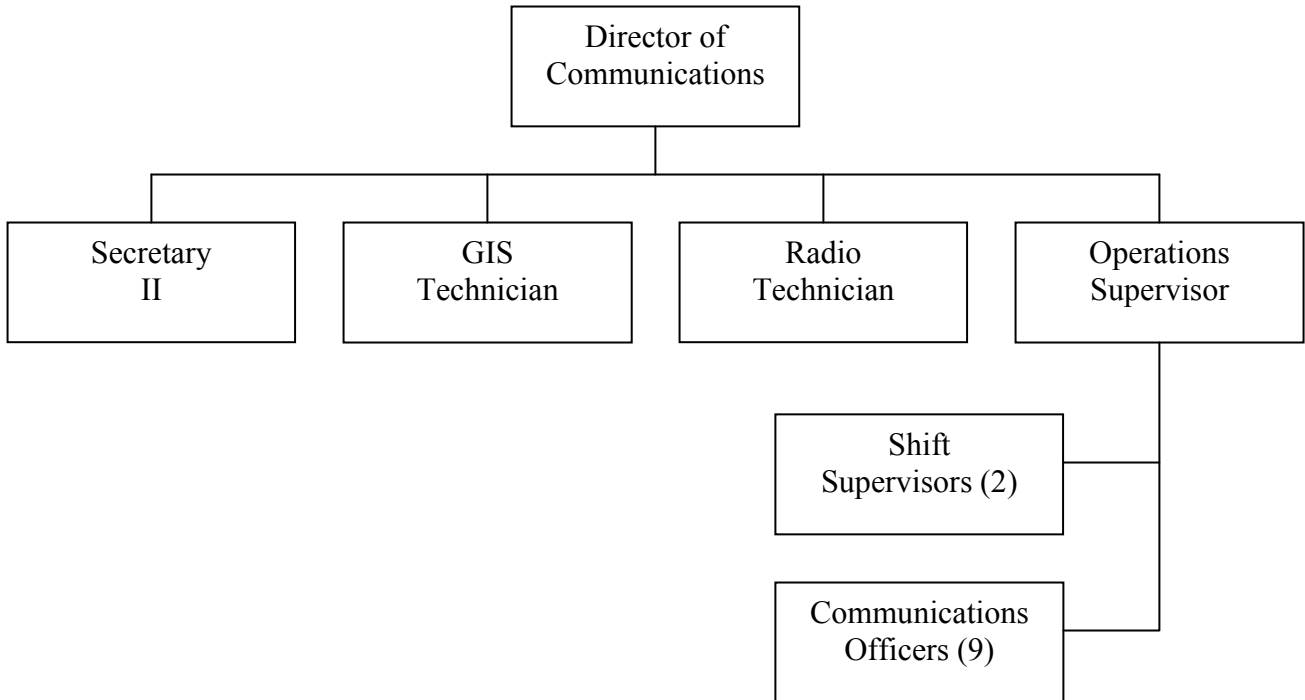 Director of
Communications
Secretary
II
GIS
Technician
Radio
Technician
Operations
Supervisor
Shift
Supervisors (2)
Communications
Officers (9)